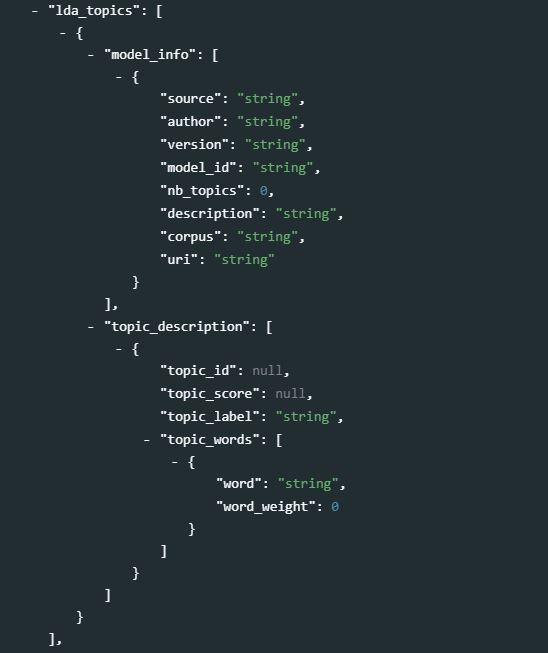 - "lda_topics": [
- {
- "model_info": [
- {
"source": "string",
"author": "string",
"version": "string",
"model_id": "string",
"nb_topics": 0,
"description": "string",
"corpus": "string",
"uri": "string"
}
],
- "topic_description": [
- {
"topic_id": null,
"topic_score": null,
"topic_label": "string",
- "topic_words": [
- {
"word": "string",
"word_weight": 0
}
]
}
]
}
],